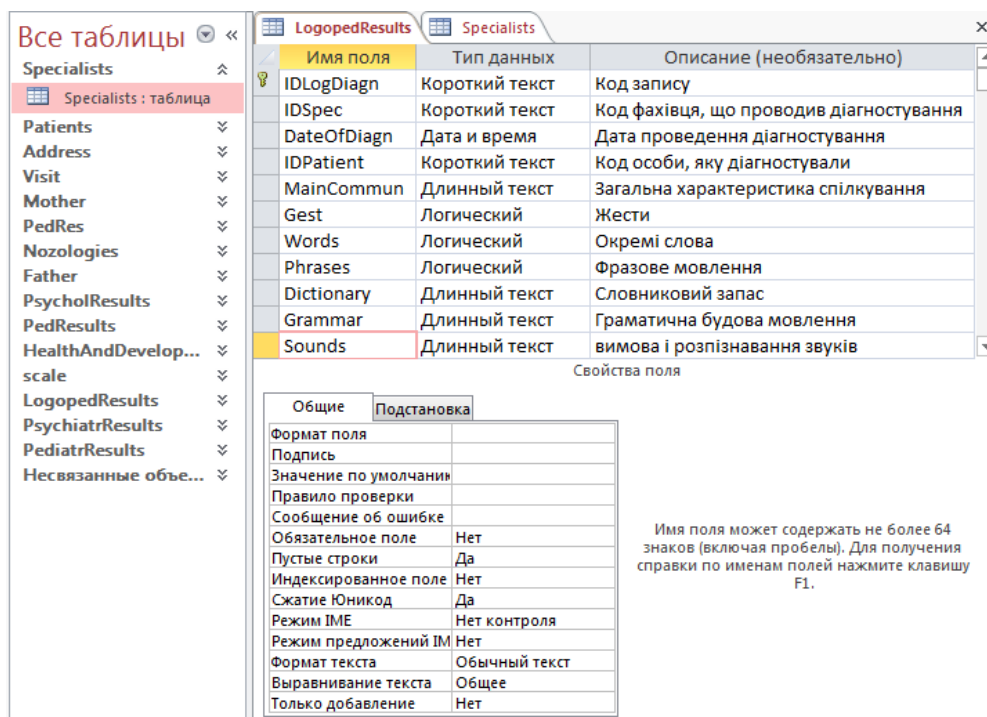 Все таблицы
Specialists
Specialists : таблица
Patients
Address
Visit
Mother
PedRes
Nozologies
Father
PsycholResults
PedResults
HealthAndDevelop...
scale
LogopedResults
PsychiatrResults
PediatrResults
Несвязанные объе...
LogopedResults Specialists
Имя поля Тип данных Описание (необязательно)
IDLogDiagn Короткий текст Код запису
IDSpec Короткий текст Код фахівця, що проводив діагностування
DateOfDiagn Дата и время Дата проведення діагностування
IDPatient Короткий текст Код особи, яку діагностували
MainCommun Длинный текст Загальна характеристика спілкування
Gest Логический Жести
Words Логический Окремі слова
Phrases Логический Фразове мовлення
Dictionary Длинный текст Словниковий запас
Grammar Длинный текст Граматична будова мовлення
Sounds Длинный текст вимова і розпізнавання звуків
Свойства поля
Общие Подстановка
Формат поля
Подпись
Значение по умолчани
Правило проверки
Сообщение об ошибке
Обязательное поле Нет
Пустые строки Да
Индексированное поле Нет
Сжатие Юникод Да
Режим IME Нет контроля
Режим предложений IM Нет
Формат текста Обычный текст
Выравнивание текста Общее
Только добавление Нет
Имя поля может содержать не более 64
знаков (включая пробелы). Для получения
справки по именам полей нажмите клавишу
F1.